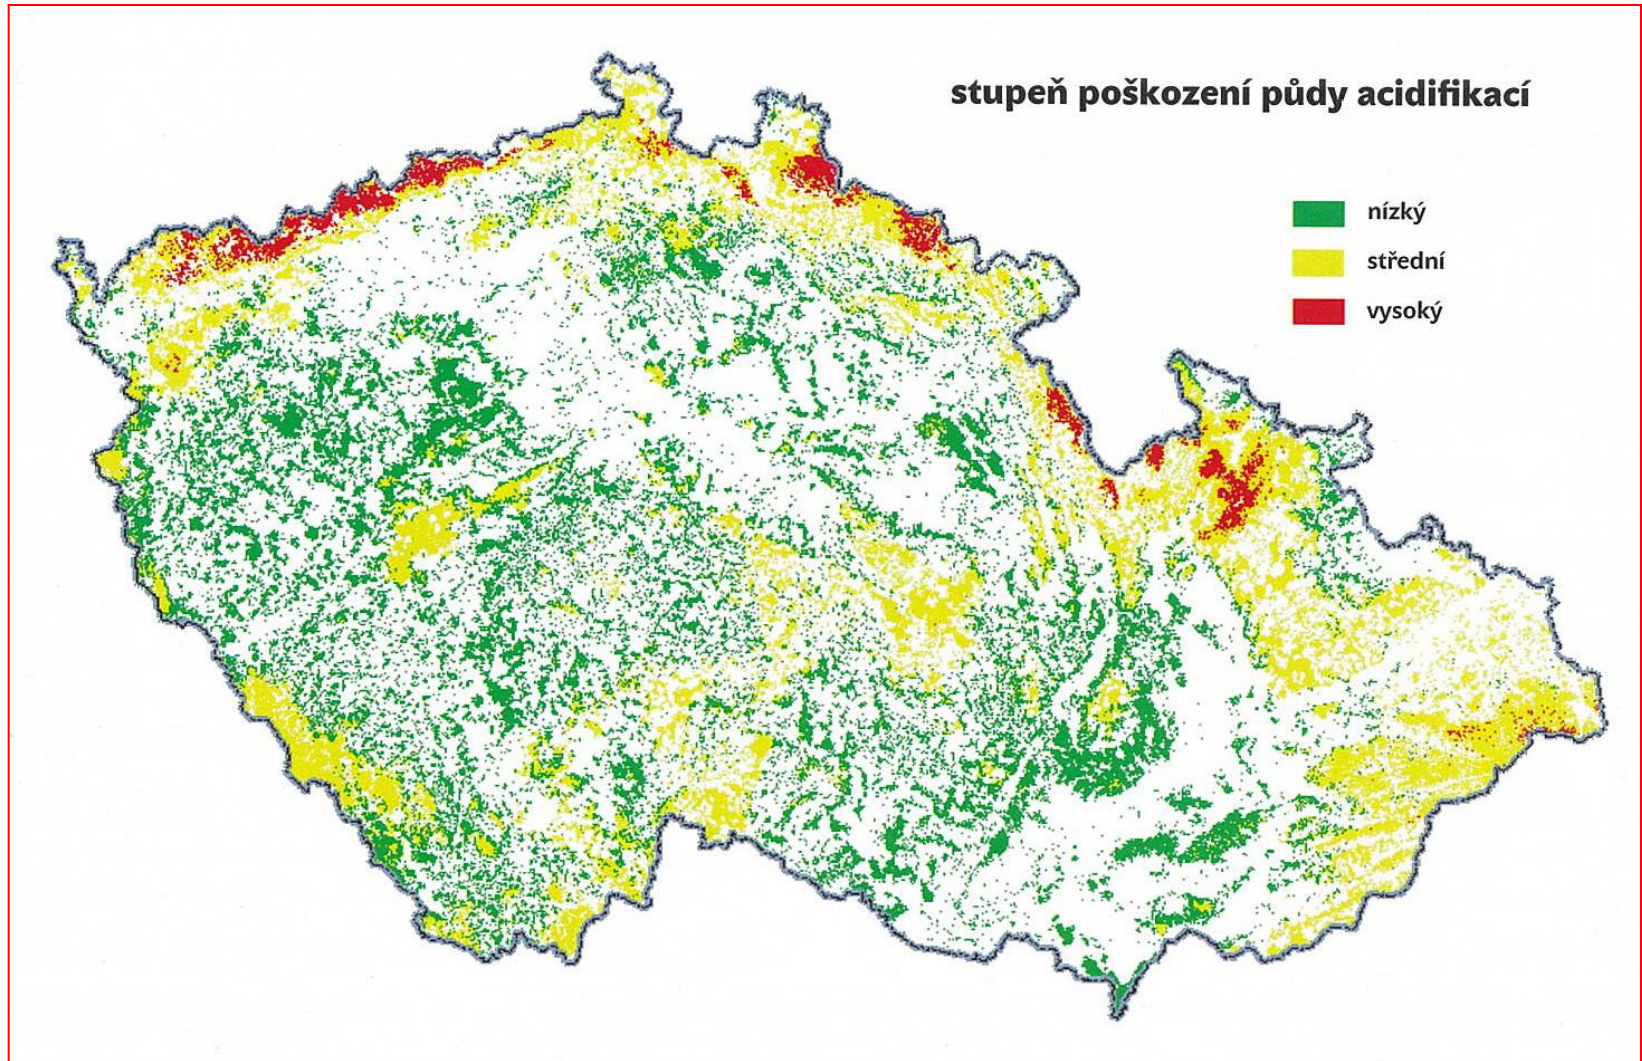 stupeň poškození půdy acidifikací
nízký
střední
vysoký